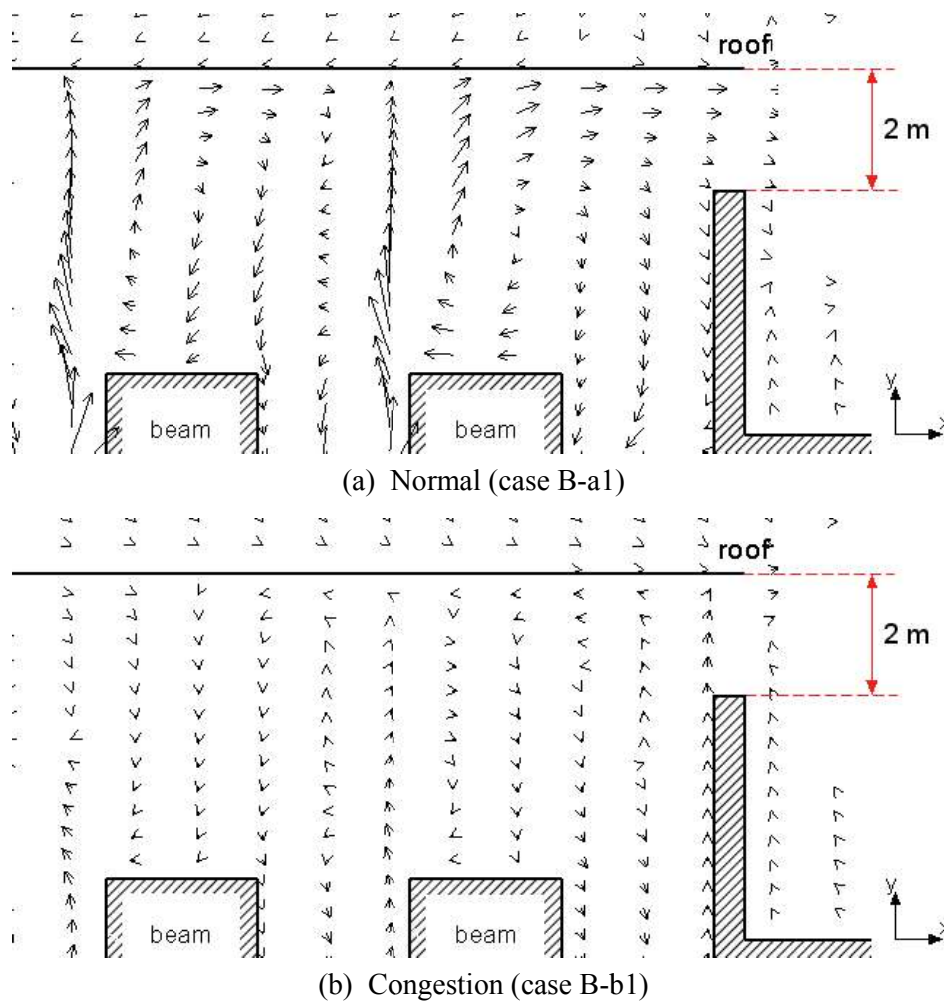 roof
2 m
beam
beam
y
x
(a) Normal (case B-a1)
roof
2 m
beam
beam
y
x
(b) Congestion (case B-b1)